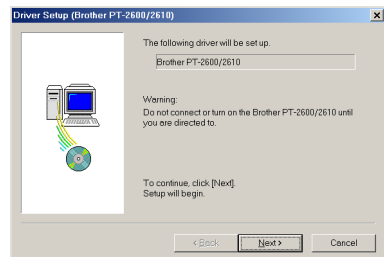 Driver Setup (Brother PT-2600/2610)
The following driver will be set up.
Brother PT-2600/2610
Warning:
Do not connect or turn on the Brother PT-2600/2610 until
you are directed to.
To continue, click [Next].
Setup will begin.
< Back
Next >
Cancel